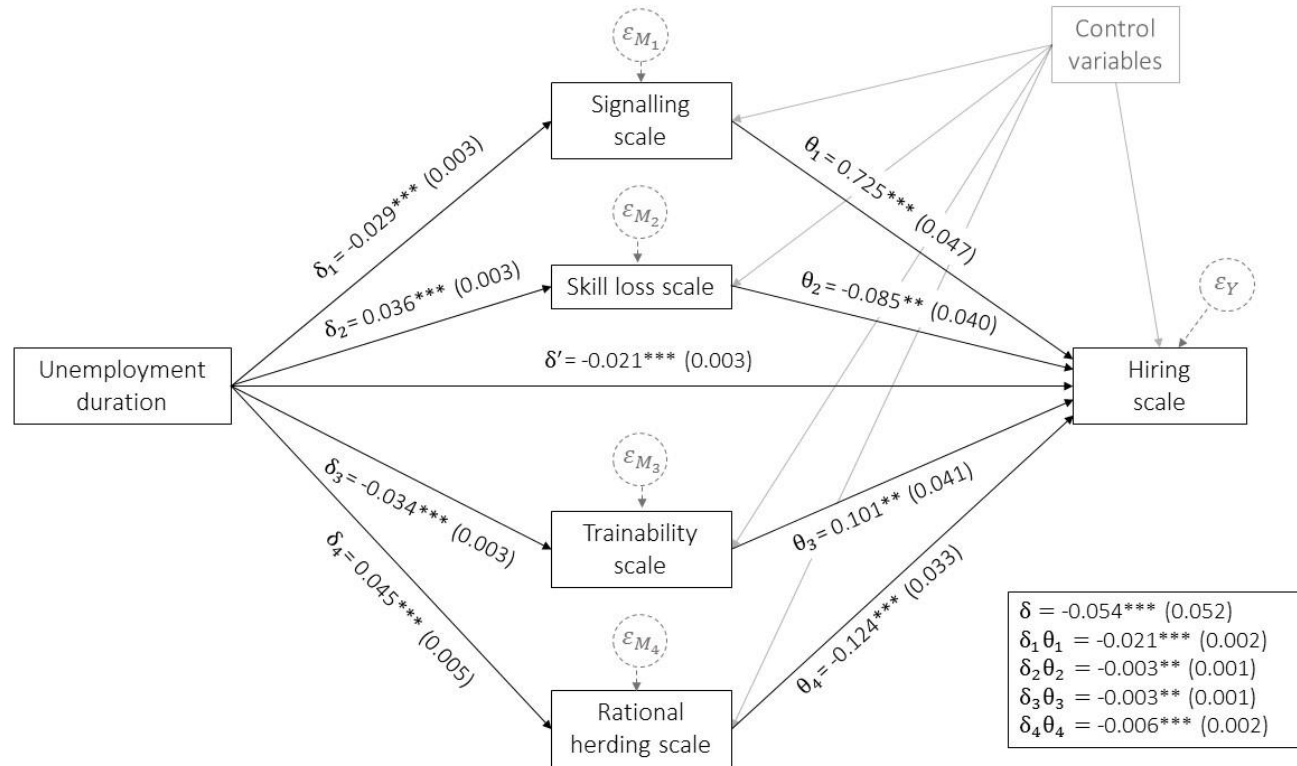 ε_M₁
Control
variables
Signalling
scale
δ₁ = -0.029*** (0.003)
θ₁ = 0.725*** (0.047)
ε_M₂
Skill loss scale
δ₂ = 0.036*** (0.003)
θ₂ = -0.085** (0.040)
ε_Y
Unemployment
duration
δ′ = -0.021*** (0.003)
Hiring
scale
ε_M₃
δ₃ = -0.034*** (0.003)
Trainability
scale
θ₃ = 0.101** (0.041)
δ₄ = 0.045*** (0.005)
ε_M₄
Rational
herding scale
θ₄ = -0.124*** (0.033)
δ = -0.054*** (0.052)
δ₁θ₁ = -0.021*** (0.002)
δ₂θ₂ = -0.003** (0.001)
δ₃θ₃ = -0.003** (0.001)
δ₄θ₄ = -0.006*** (0.002)